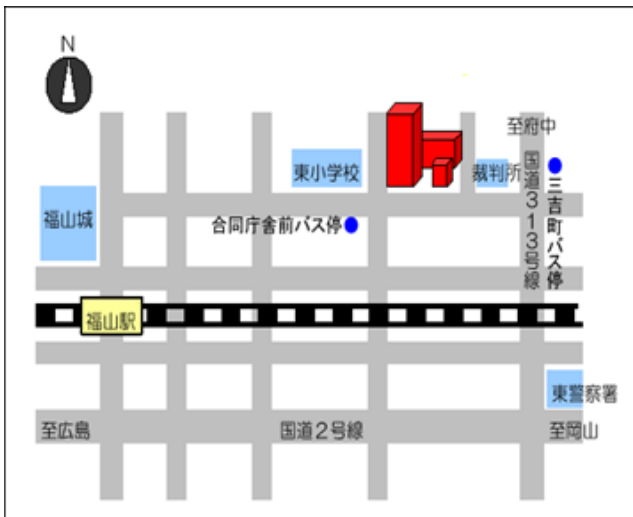 N
至府中
東小学校
裁判所
国道313号線
三吉町バス停
福山城
合同庁舎前バス停
福山駅
東警察署
至広島
国道2号線
至岡山